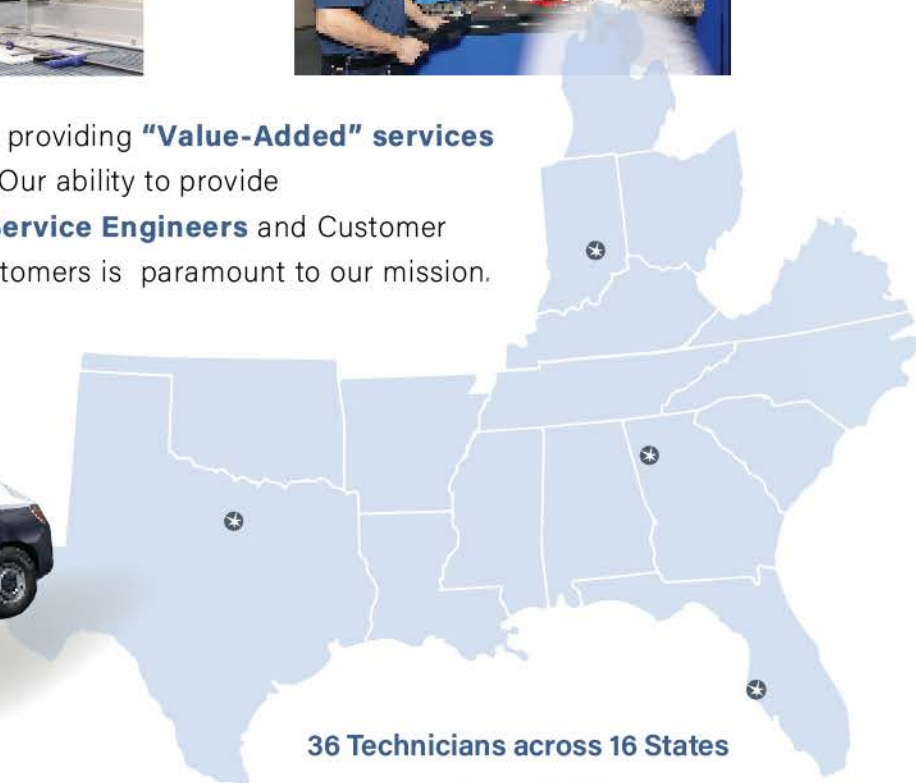 providing “Value-Added” services
Our ability to provide
Service Engineers and Customer
tomers is paramount to our mission.
36 Technicians across 16 States